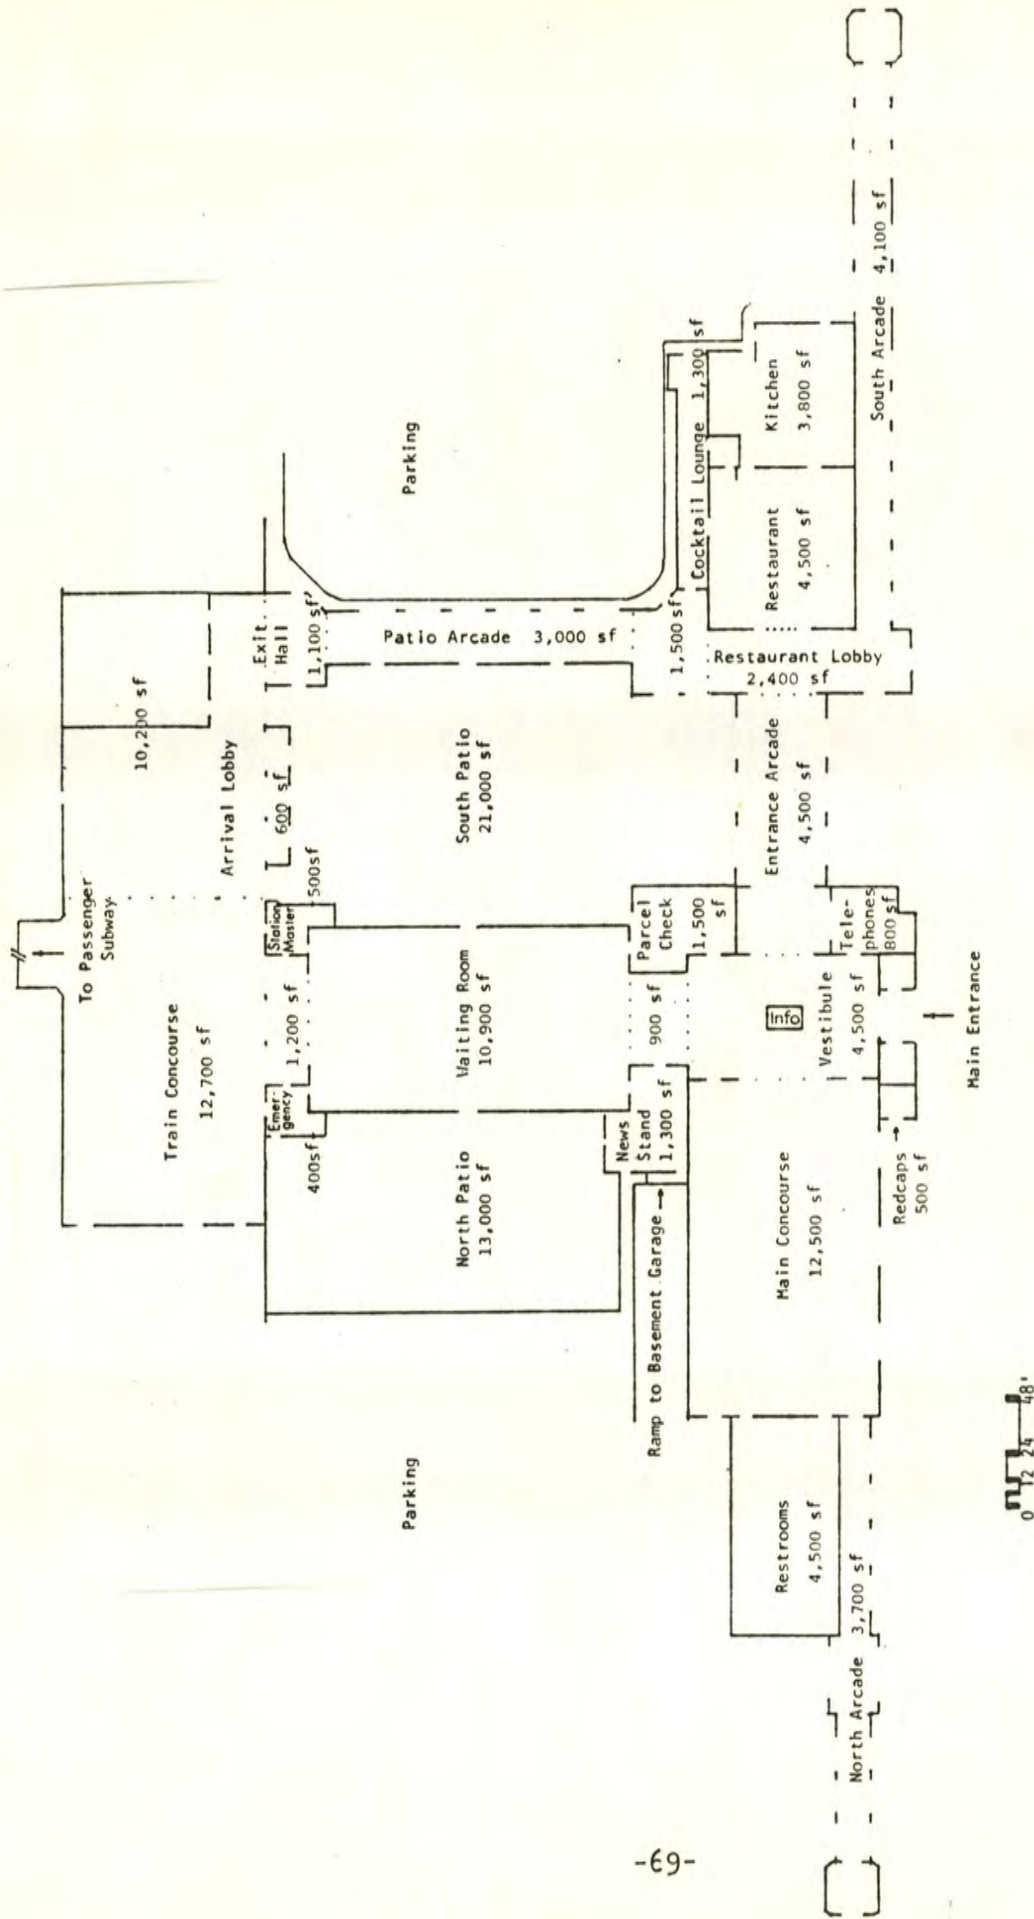 To Passenger
Subway
Train Concourse
12,700 sf
10,200 sf
Arrival Lobby
Exit
Hall
1,100 sf
600 sf
Station
Master
500sf
1,200 sf
Emer-
gency
400sf
Parking
Patio Arcade 3,000 sf
South Patio
21,000 sf
Waiting Room
10,900 sf
North Patio
13,000 sf
Parking
1,500 sf
Cocktail Lounge 1,300 sf
Kitchen
3,800 sf
Restaurant
4,500 sf
Restaurant Lobby
2,400 sf
South Arcade 4,100 sf
Entrance Arcade
4,500 sf
Parcel
Check
1,500
sf
Tele-
phones
800 sf
900 sf
Info
Vestibule
4,500 sf
Main Entrance
News
Stand
1,300 sf
Ramp to Basement Garage
Main Concourse
12,500 sf
Redcaps
500 sf
Restrooms
4,500 sf
North Arcade 3,700 sf
0 12 24 48'
-69-